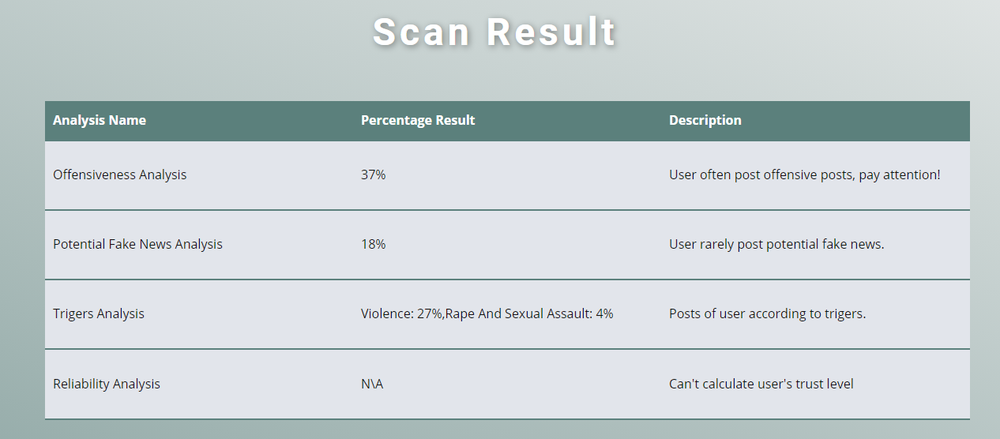 Scan Result
Analysis Name Percentage Result Description
Offensiveness Analysis 37% User often post offensive posts, pay attention!
Potential Fake News Analysis 18% User rarely post potential fake news.
Trigers Analysis Violence: 27%,Rape And Sexual Assault: 4% Posts of user according to trigers.
Reliability Analysis N\A Can't calculate user's trust level